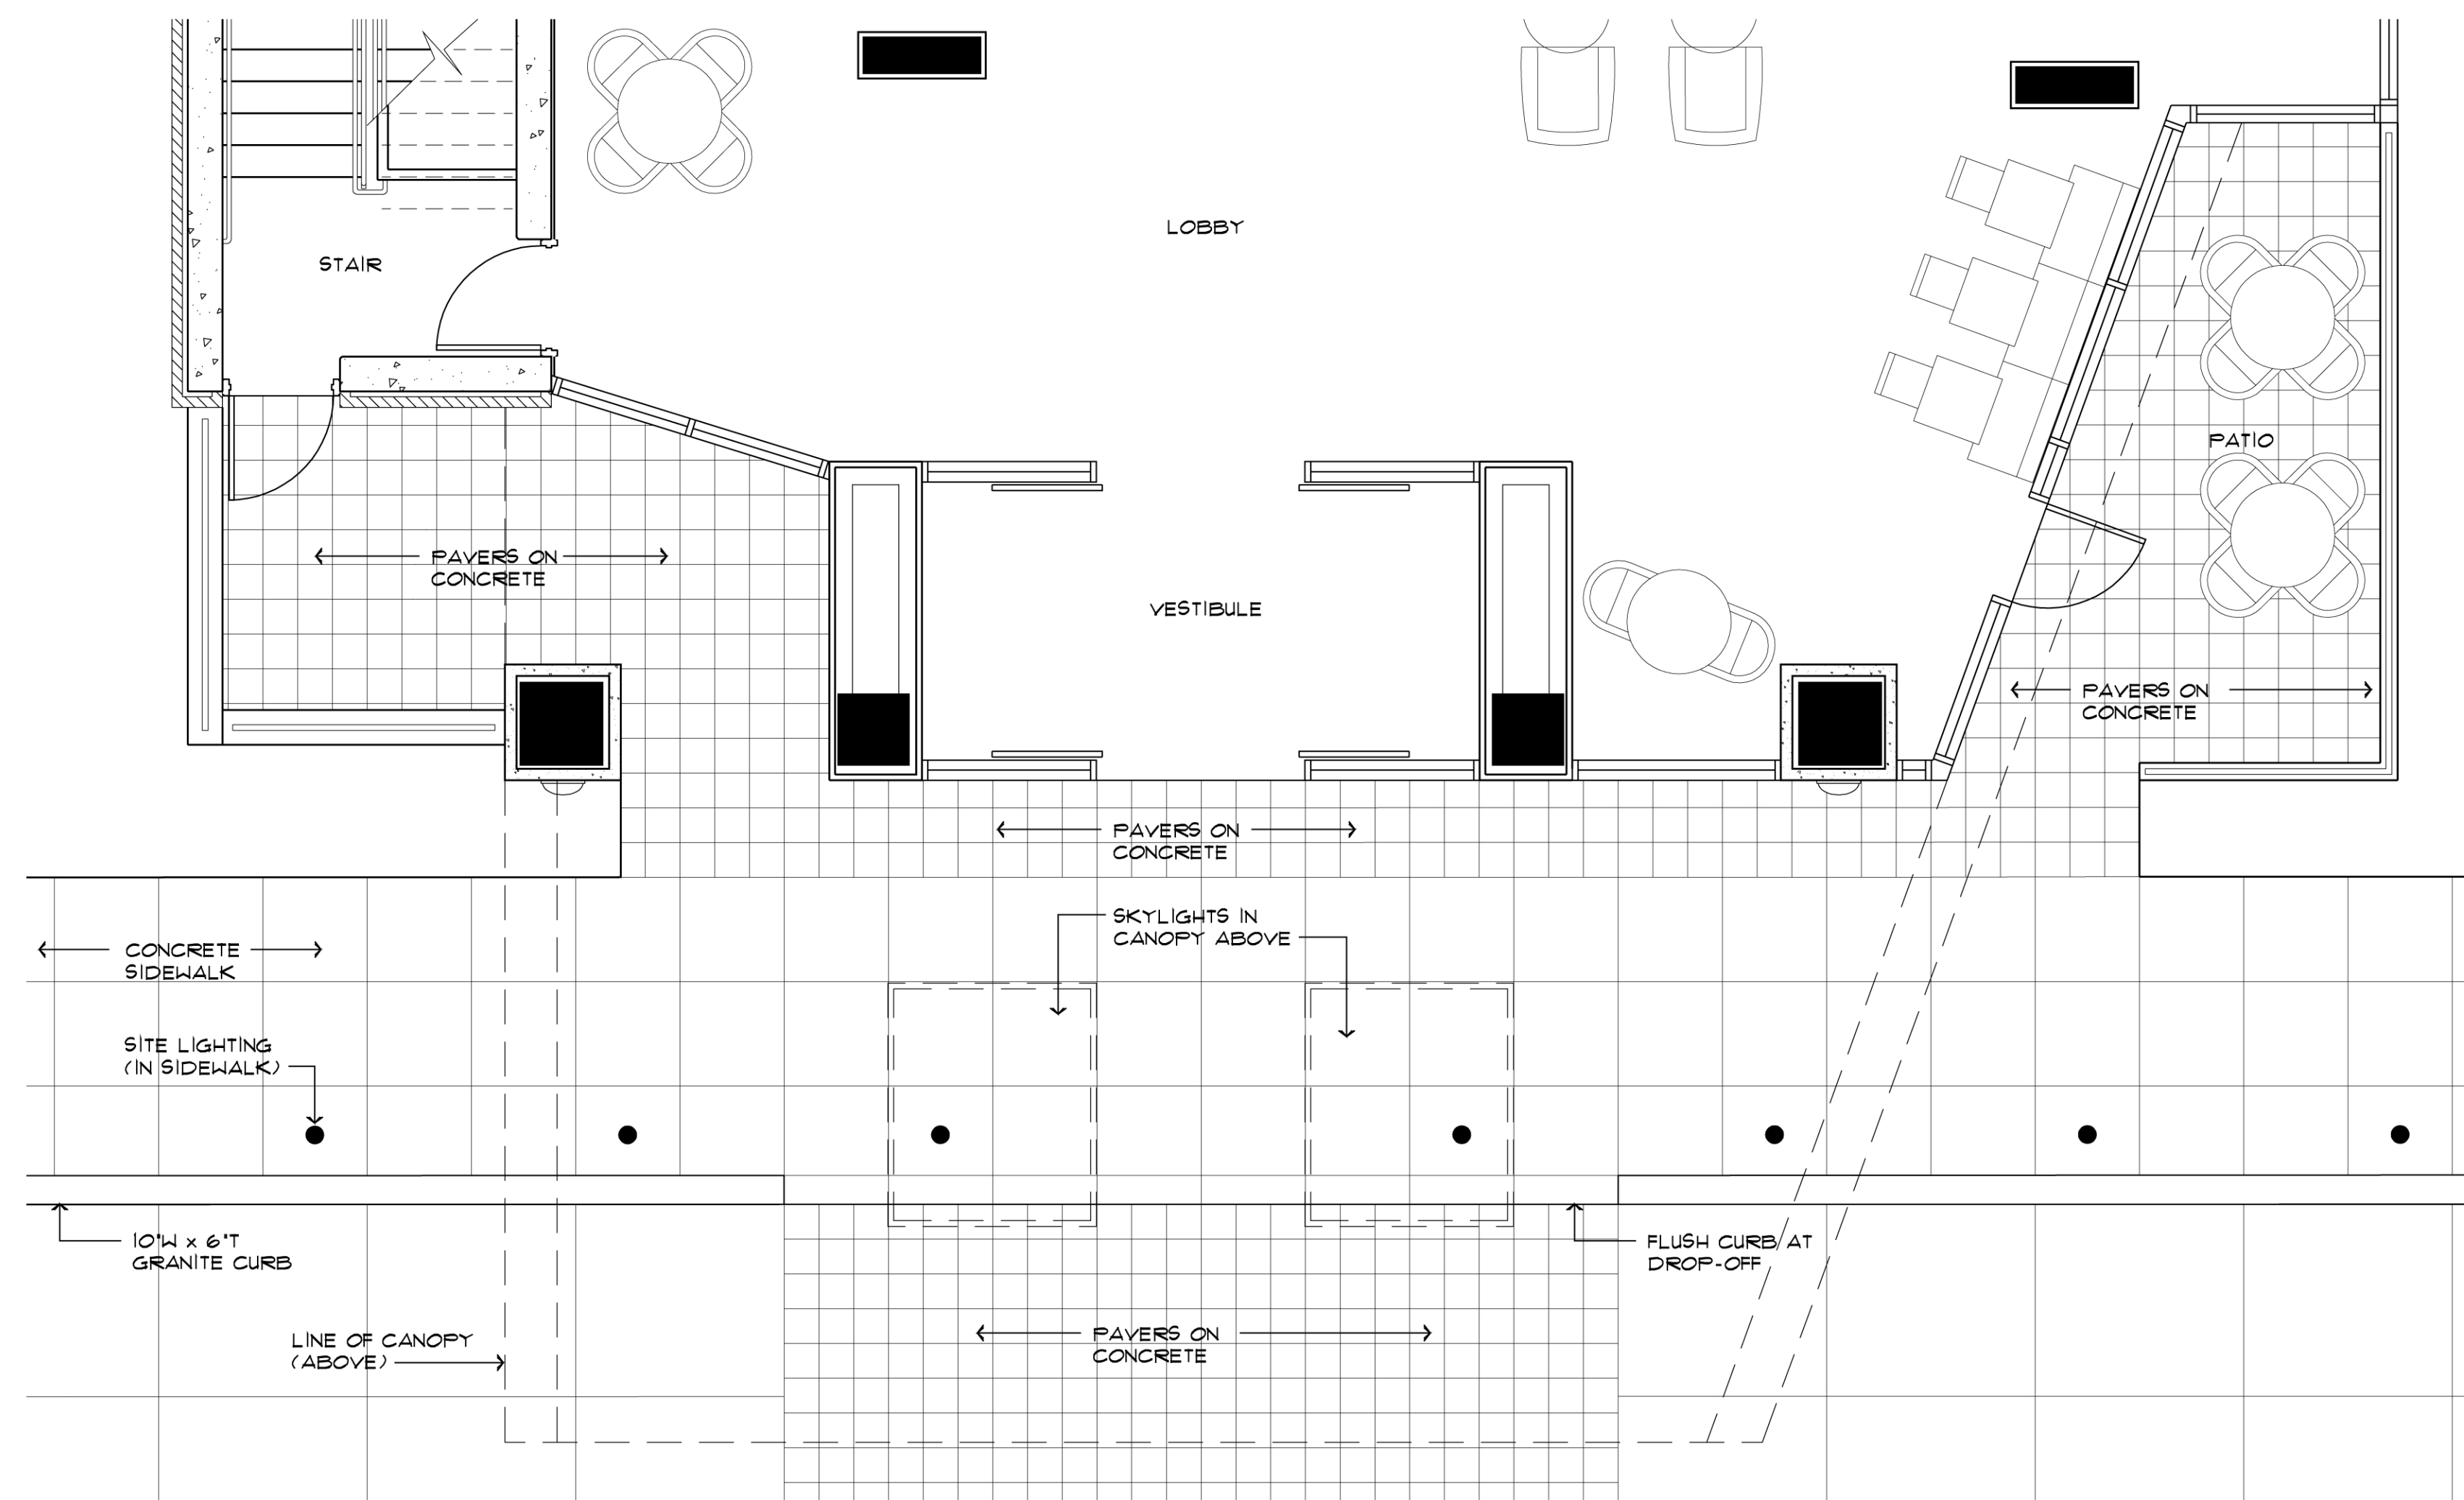 LOBBY
STAIR
PATIO
PAVERS ON
CONCRETE
VESTIBULE
PAVERS ON
CONCRETE
PAVERS ON
CONCRETE
SKYLIGHTS IN
CANOPY ABOVE
CONCRETE
SIDEWALK
SITE LIGHTING
(IN SIDEWALK)
10"W x 6"T
GRANITE CURB
FLUSH CURB AT
DROP-OFF
LINE OF CANOPY
(ABOVE)
PAVERS ON
CONCRETE